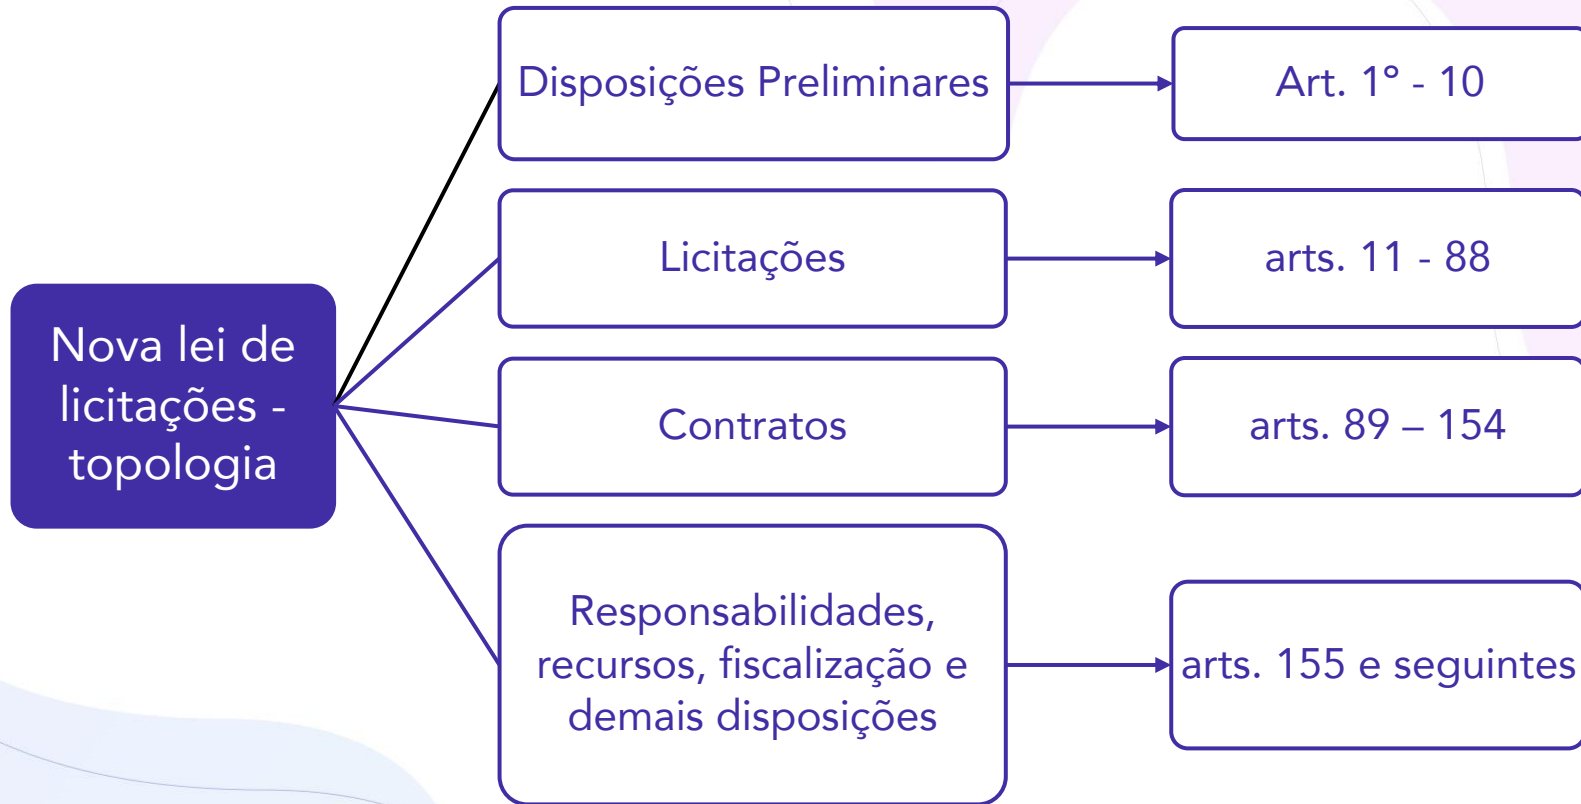 Nova lei de
licitações -
topologia
Disposições Preliminares
Art. 1º - 10
Licitações
arts. 11 - 88
Contratos
arts. 89 – 154
Responsabilidades,
recursos, fiscalização e
demais disposições
arts. 155 e seguintes